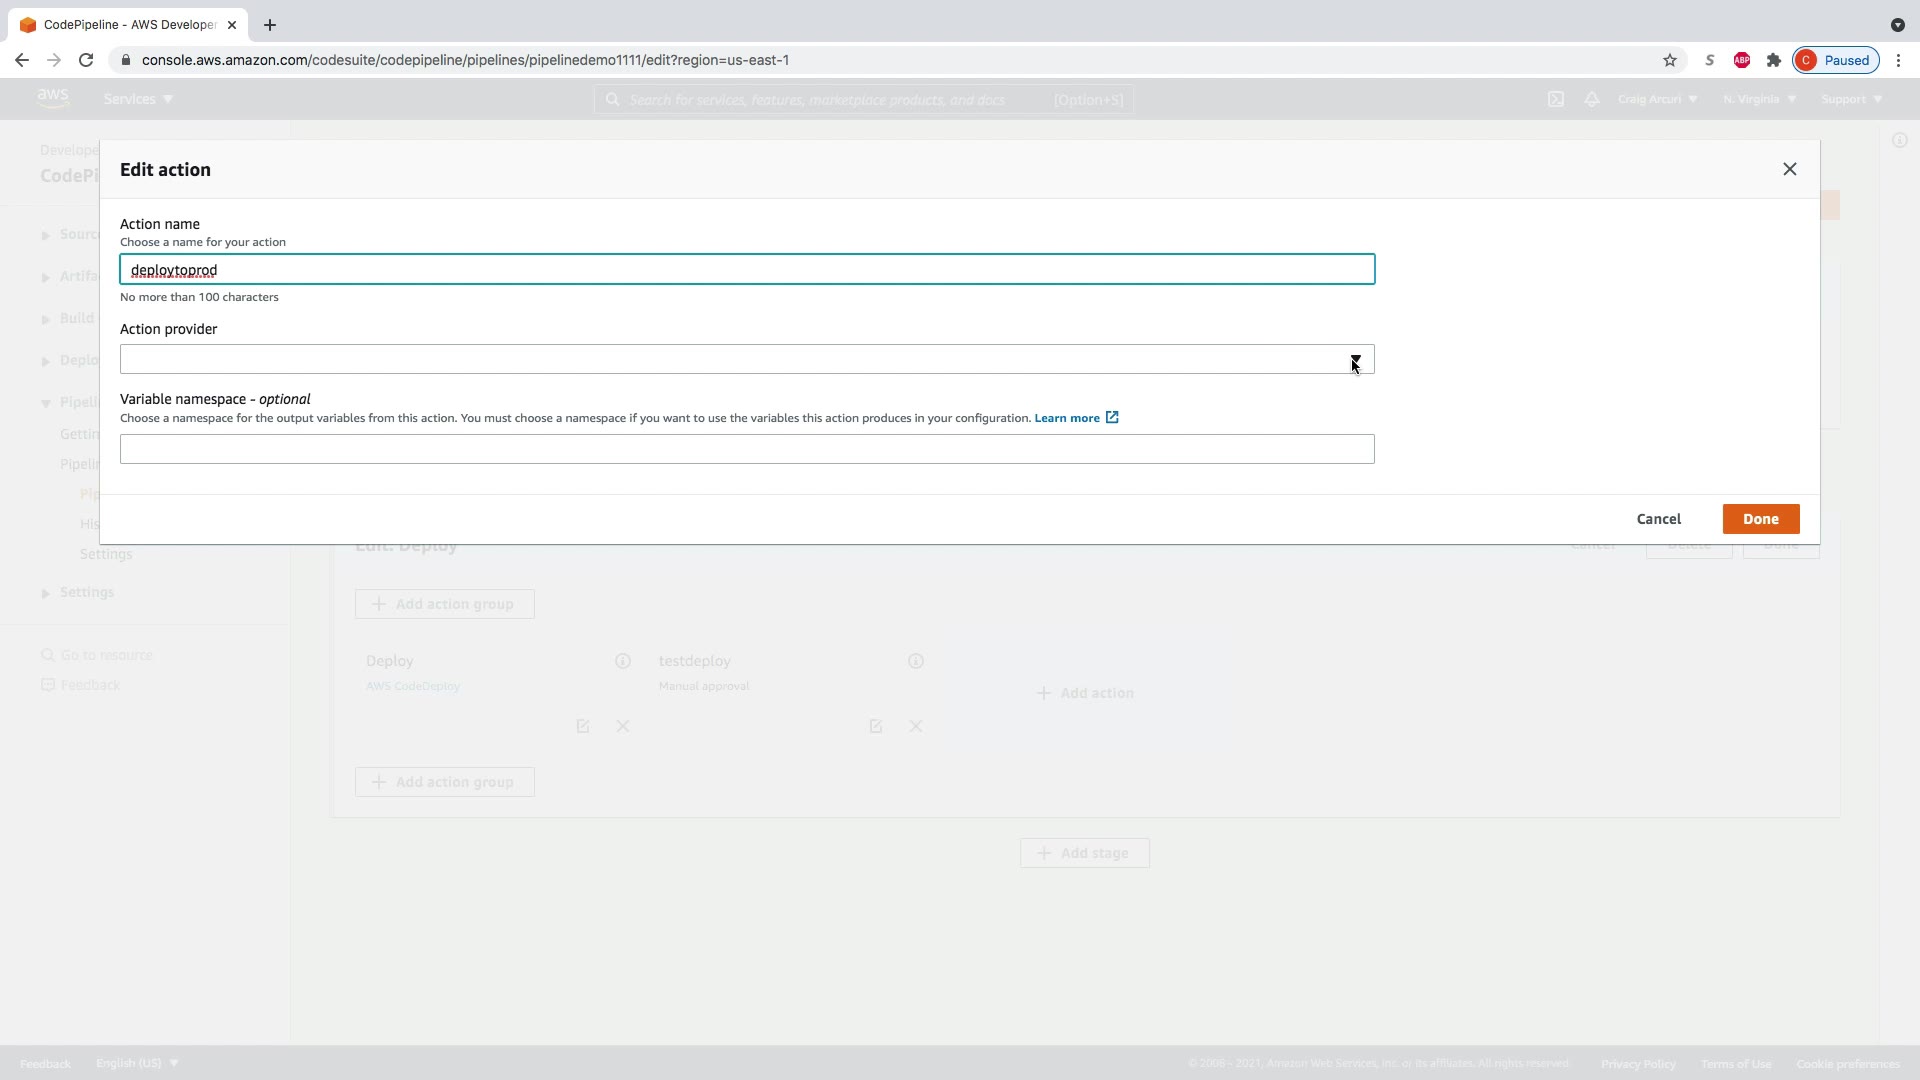 CodePipeline - AWS Developer
console.aws.amazon.com/codesuite/codepipeline/pipelines/pipelinedemo1111/edit?region=us-east-1
S
ABP
C Paused
aws
Services
Search for services, features, marketplace products, and docs [Option+S]
Craig Arcuri
N. Virginia
Support
Develope
CodePi
Edit action
Action name
Choose a name for your action
deploytoprod
No more than 100 characters
Action provider
Variable namespace - optional
Choose a namespace for the output variables from this action. You must choose a namespace if you want to use the variables this action produces in your configuration. Learn more
Cancel
Done
Sourc
Artifa
Build
Deplo
Pipeli
Gettin
Pipelin
Pip
His
Settings
Settings
Go to resource
Feedback
Edit: Deploy
Cancel
Delete
Done
Add action group
Deploy
AWS CodeDeploy
testdeploy
Manual approval
Add action
Add action group
Add stage
Feedback
English (US)
© 2008 – 2021, Amazon Web Services, Inc. or its affiliates. All rights reserved.
Privacy Policy
Terms of Use
Cookie preferences